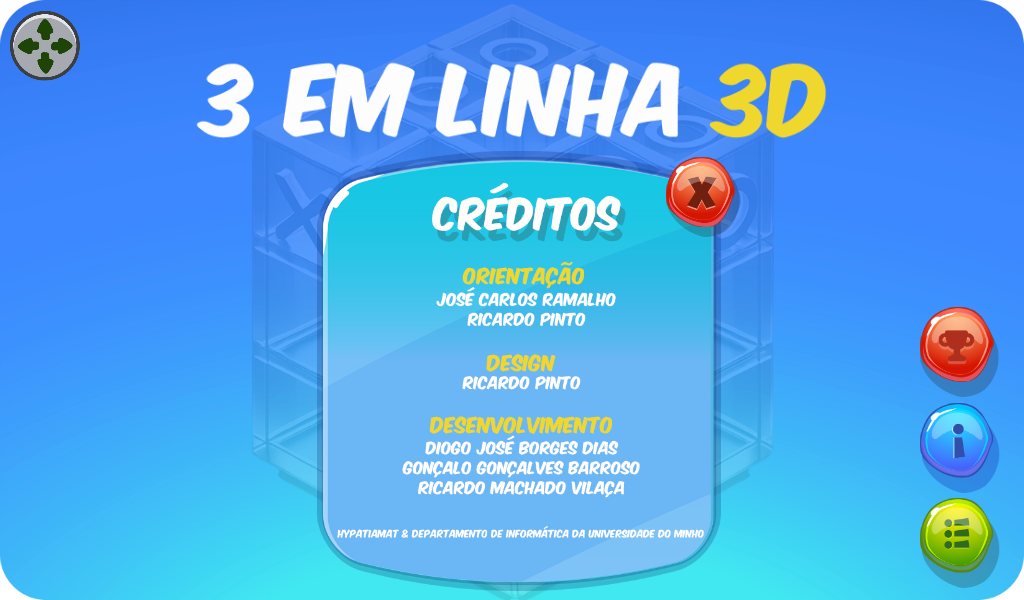 3 EM LINHA 3D
X
CRÉDITOS
ORIENTAÇÃO
JOSÉ CARLOS RAMALHO
RICARDO PINTO
DESIGN
RICARDO PINTO
DESENVOLVIMENTO
DIOGO JOSÉ BORGES DIAS
GONÇALO GONÇALVES BARROSO
RICARDO MACHADO VILAÇA
HYPATIAMAT & DEPARTAMENTO DE INFORMÁTICA DA UNIVERSIDADE DO MINHO